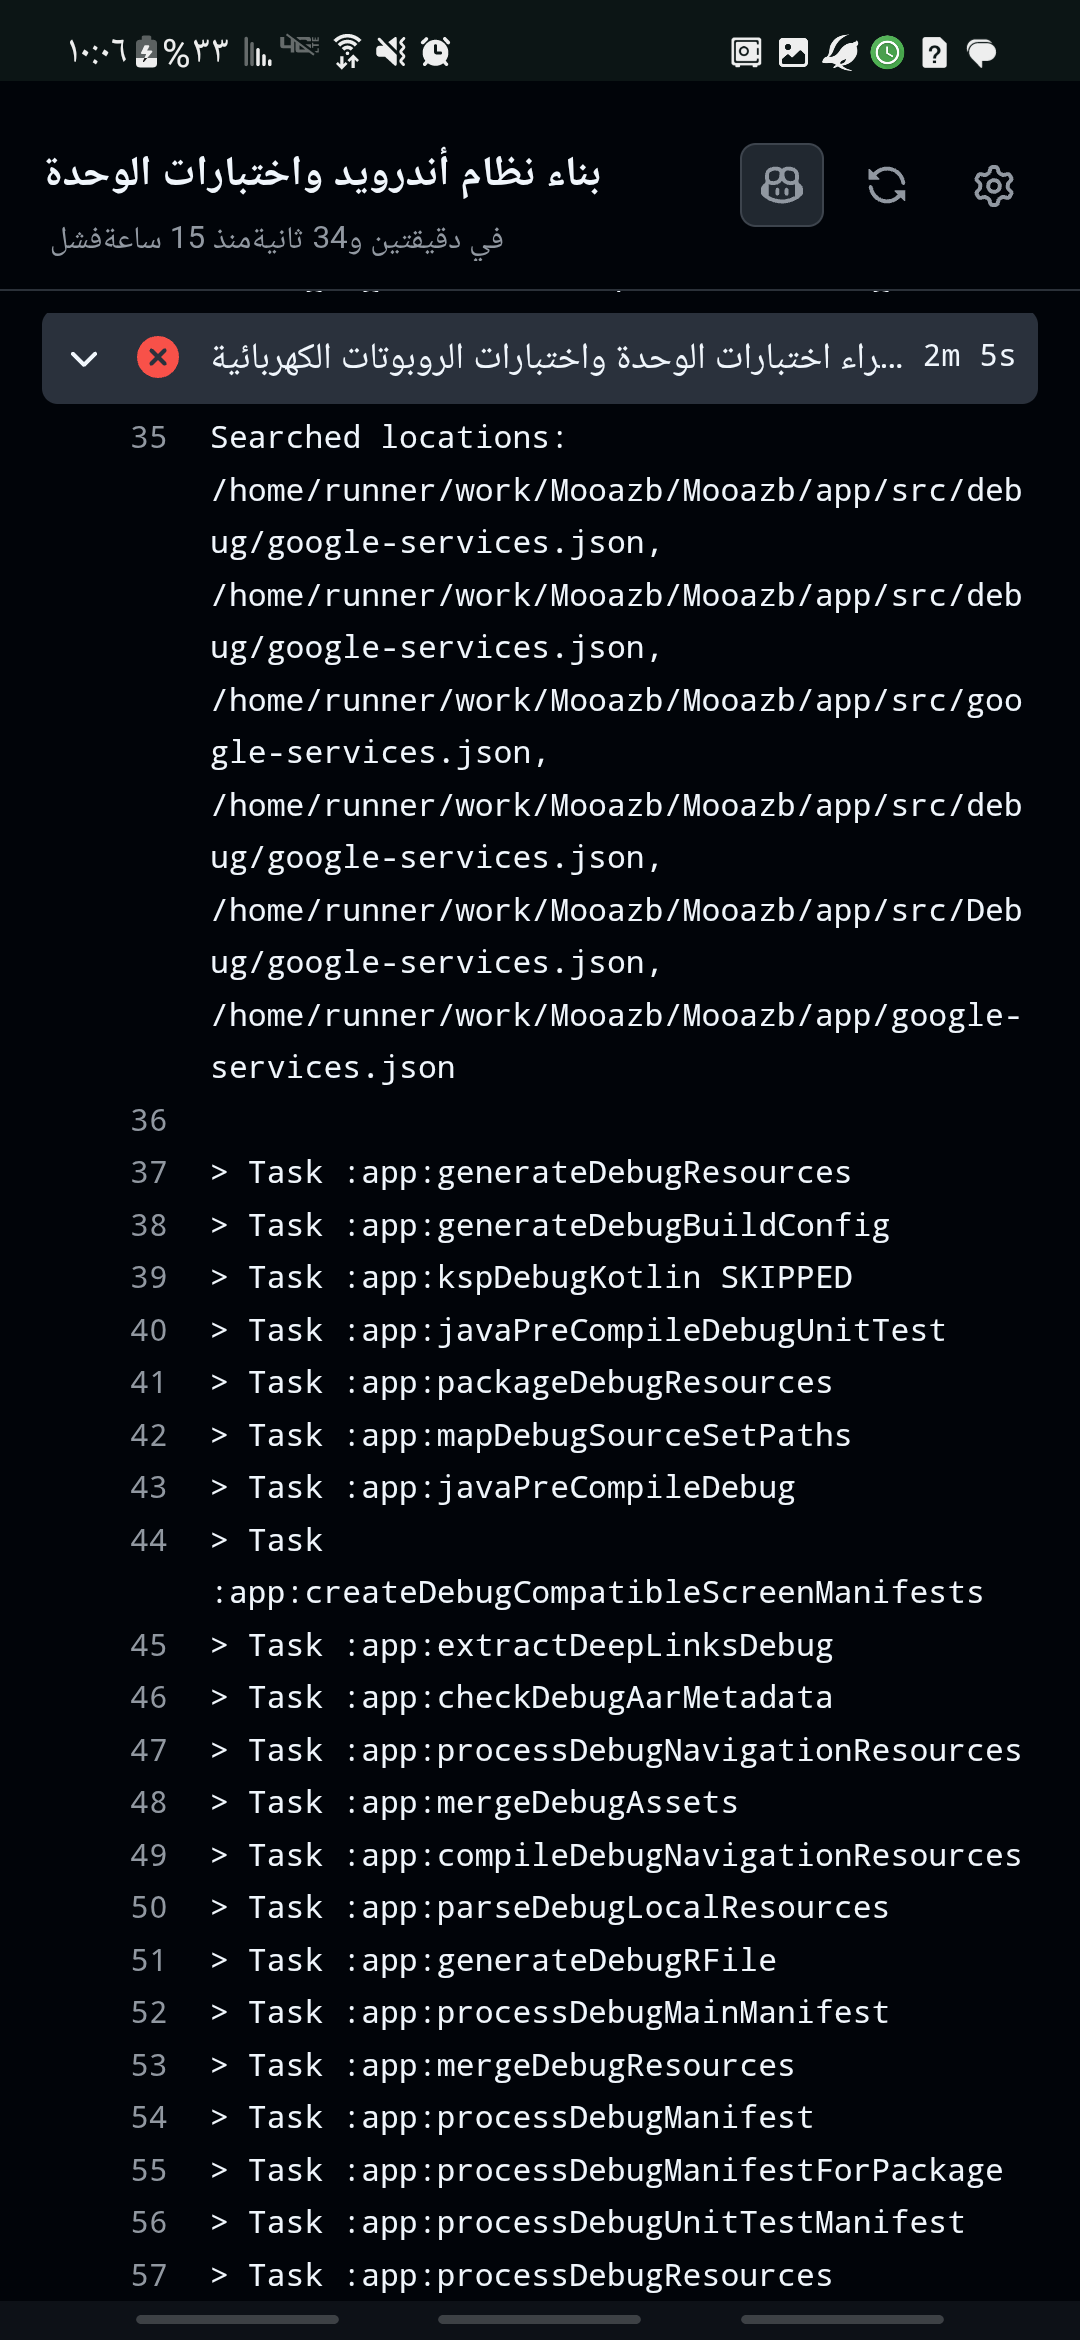 ١٠:٠٦ %٣٣ 4G
بناء نظام أندرويد واختبارات الوحدة
فشل منذ 15 ساعة في دقيقتين و34 ثانية
...راء اختبارات الوحدة واختبارات الروبوتات الكهربائية 2m 5s
35 Searched locations:
/home/runner/work/Mooazb/Mooazb/app/src/deb
ug/google-services.json,
/home/runner/work/Mooazb/Mooazb/app/src/deb
ug/google-services.json,
/home/runner/work/Mooazb/Mooazb/app/src/goo
gle-services.json,
/home/runner/work/Mooazb/Mooazb/app/src/deb
ug/google-services.json,
/home/runner/work/Mooazb/Mooazb/app/src/Deb
ug/google-services.json,
/home/runner/work/Mooazb/Mooazb/app/google-
services.json
36
37 > Task :app:generateDebugResources
38 > Task :app:generateDebugBuildConfig
39 > Task :app:kspDebugKotlin SKIPPED
40 > Task :app:javaPreCompileDebugUnitTest
41 > Task :app:packageDebugResources
42 > Task :app:mapDebugSourceSetPaths
43 > Task :app:javaPreCompileDebug
44 > Task
:app:createDebugCompatibleScreenManifests
45 > Task :app:extractDeepLinksDebug
46 > Task :app:checkDebugAarMetadata
47 > Task :app:processDebugNavigationResources
48 > Task :app:mergeDebugAssets
49 > Task :app:compileDebugNavigationResources
50 > Task :app:parseDebugLocalResources
51 > Task :app:generateDebugRFile
52 > Task :app:processDebugMainManifest
53 > Task :app:mergeDebugResources
54 > Task :app:processDebugManifest
55 > Task :app:processDebugManifestForPackage
56 > Task :app:processDebugUnitTestManifest
57 > Task :app:processDebugResources